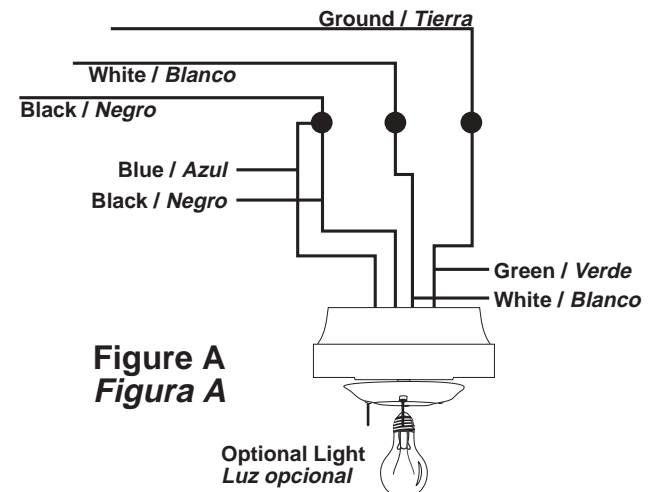 Ground / Tierra
White / Blanco
Black / Negro
Blue / Azul
Black / Negro
Green / Verde
White / Blanco
Figure A
Figura A
Optional Light
Luz opcional